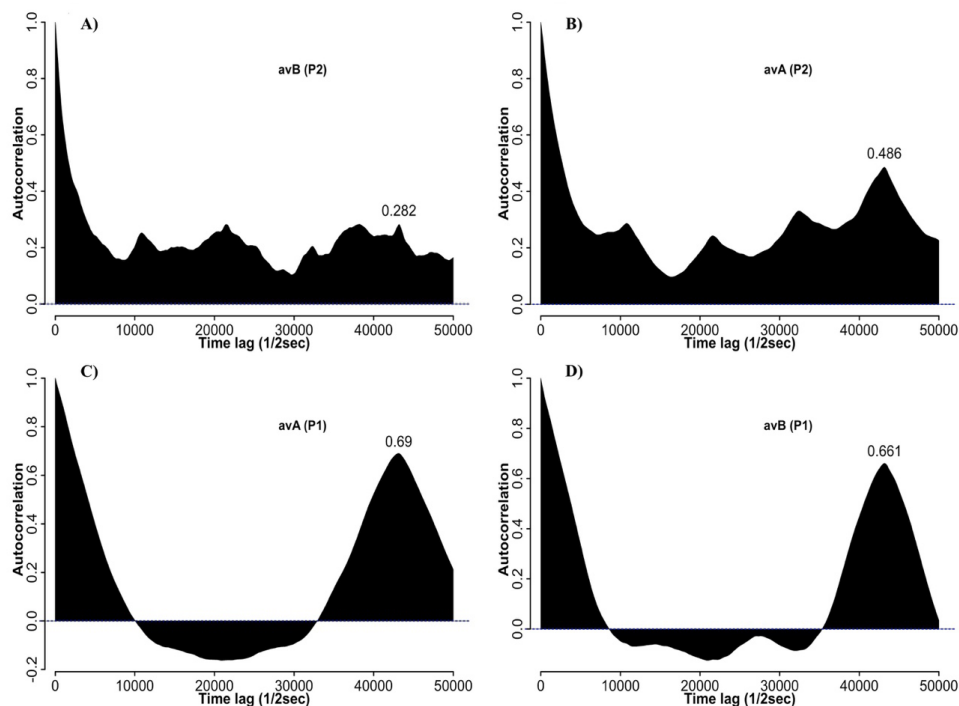 A)
avB (P2)
0.282
Autocorrelation
0.0 0.2 0.4 0.6 0.8 1.0
0 10000 20000 30000 40000 50000
Time lag (1/2sec)
B)
avA (P2)
0.486
Autocorrelation
0.0 0.2 0.4 0.6 0.8 1.0
0 10000 20000 30000 40000 50000
Time lag (1/2sec)
C)
avA (P1)
0.69
Autocorrelation
-0.2 0.0 0.2 0.4 0.6 0.8 1.0
0 10000 20000 30000 40000 50000
Time lag (1/2sec)
D)
avB (P1)
0.661
Autocorrelation
0.0 0.2 0.4 0.6 0.8 1.0
0 10000 20000 30000 40000 50000
Time lag (1/2sec)